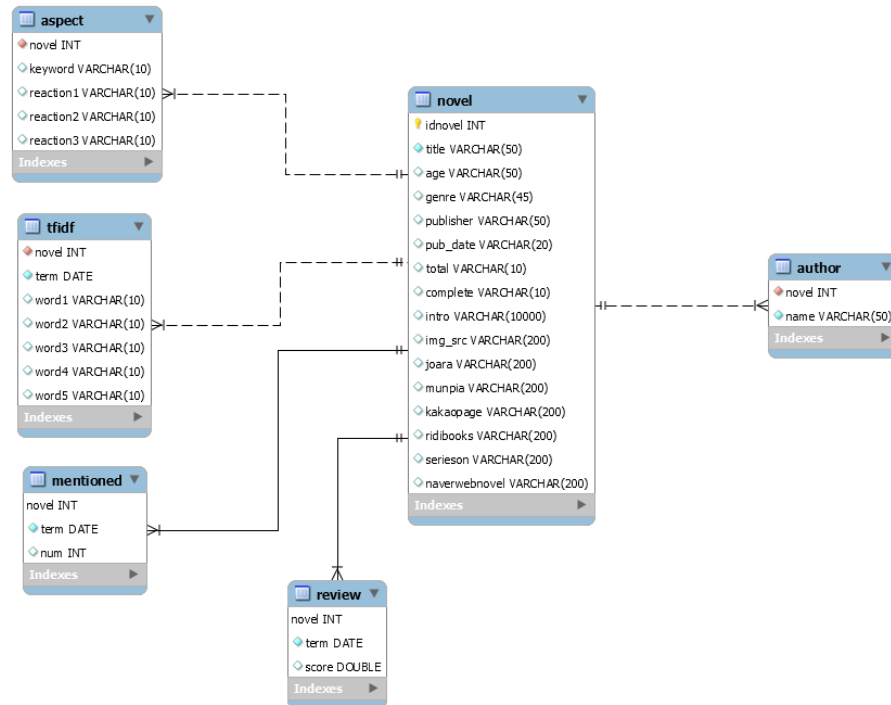 aspect
novel INT
keyword VARCHAR(10)
reaction1 VARCHAR(10)
reaction2 VARCHAR(10)
reaction3 VARCHAR(10)
Indexes
tfidf
novel INT
term DATE
word1 VARCHAR(10)
word2 VARCHAR(10)
word3 VARCHAR(10)
word4 VARCHAR(10)
word5 VARCHAR(10)
Indexes
mentioned
novel INT
term DATE
num INT
Indexes
review
novel INT
term DATE
score DOUBLE
Indexes
novel
idnovel INT
title VARCHAR(50)
age VARCHAR(50)
genre VARCHAR(45)
publisher VARCHAR(50)
pub_date VARCHAR(20)
total VARCHAR(10)
complete VARCHAR(10)
intro VARCHAR(10000)
img_src VARCHAR(200)
joara VARCHAR(200)
munpia VARCHAR(200)
kakaopage VARCHAR(200)
ridibooks VARCHAR(200)
serieson VARCHAR(200)
naverwebnovel VARCHAR(200)
Indexes
author
novel INT
name VARCHAR(50)
Indexes